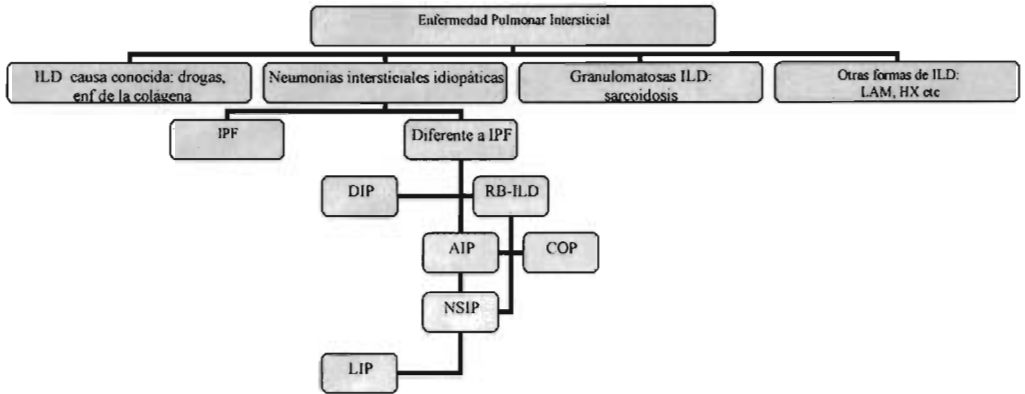 Enfermedad Pulmonar Intersticial
ILD causa conocida: drogas,
enf de la colágena
Neumonias intersticiales idiopáticas
Granulomatosas ILD:
sarcoidosis
Otras formas de ILD:
LAM, HX etc
IPF
Diferente a IPF
DIP
RB-ILD
AIP
COP
NSIP
LIP